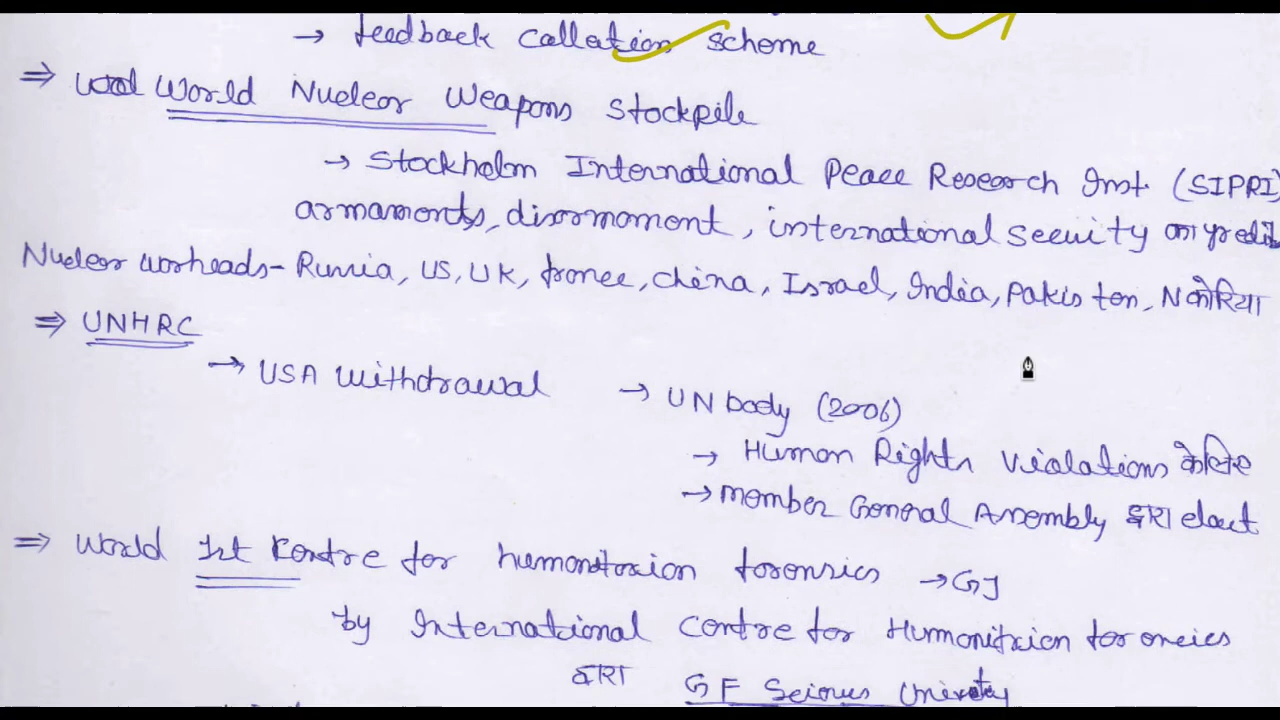 → feedback Collation Scheme
⇒ World Nuclear Weapons Stockpile
→ Stockholm International Peace Research Inst. (SIPRI)
armaments, disarmament, international security का
Nuclear warheads- Russia, US, UK, france, china, Israel, India, Pakistan, N कोरिया
⇒ UNHRC
→ USA withdrawal → UN body (2006)
→ Human Rights Violations के लिए
→ member General Assembly द्वारा elect
⇒ World 1st Centre for humanitarian forensics → GJ
by International Centre for Humanitarian forensics
द्वारा G F Sciences University